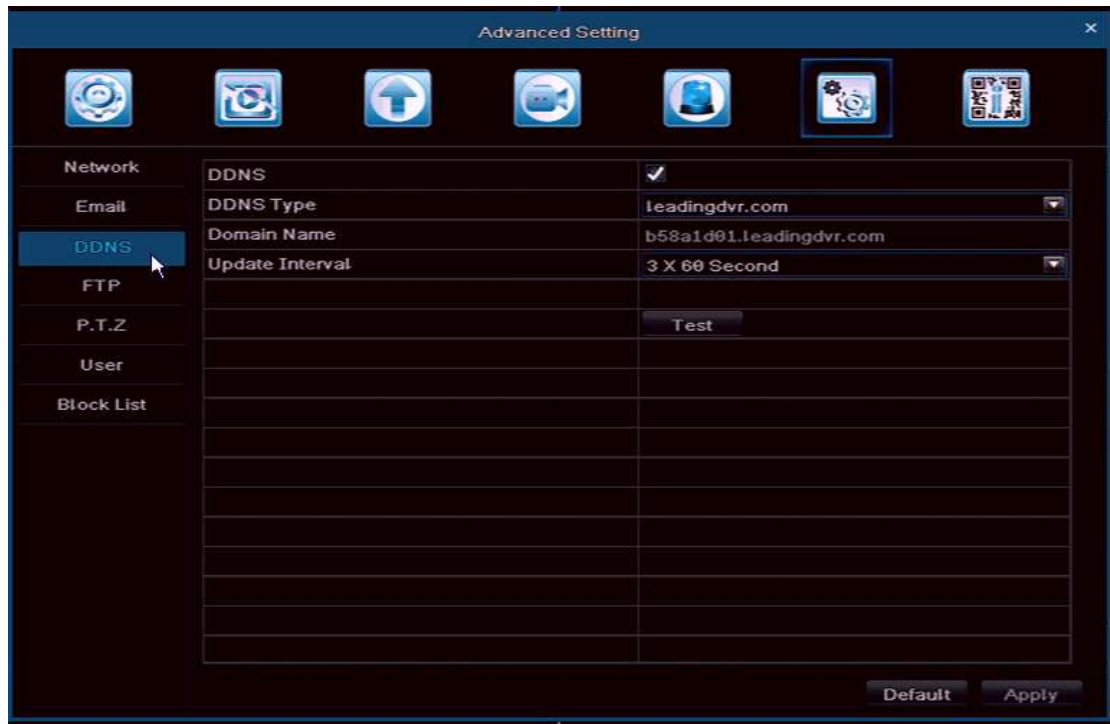 Advanced Setting ×
Network
Email
DDNS
FTP
P.T.Z
User
Block List
DDNS
DDNS Type leadingdvr.com
Domain Name b58a1d01.leadingdvr.com
Update Interval 3 X 60 Second
Test
Default Apply